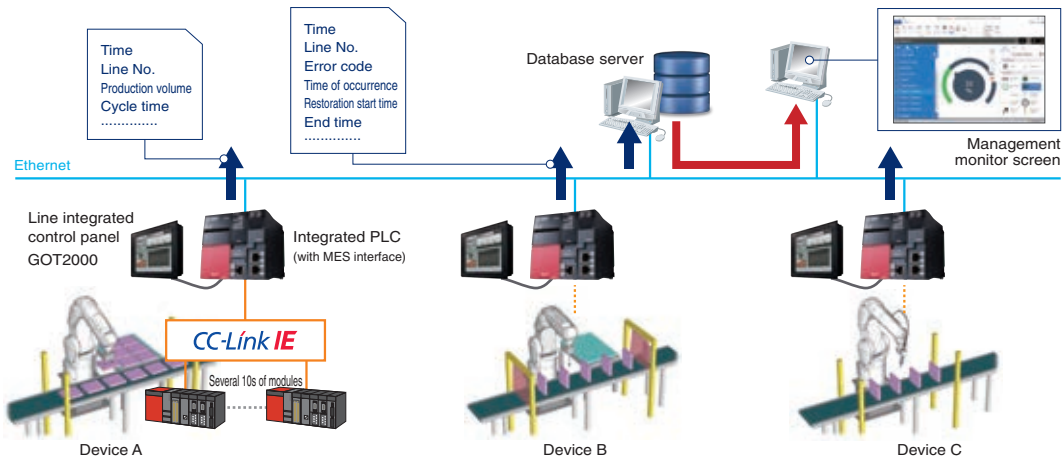 Time
Line No.
Production volume
Cycle time
..............
Time
Line No.
Error code
Time of occurrence
Restoration start time
End time
..............
Database server
Management
monitor screen
Ethernet
Line integrated
control panel
GOT2000
Integrated PLC
(with MES interface)
CC-Link IE
Several 10s of modules
Device A
Device B
Device C